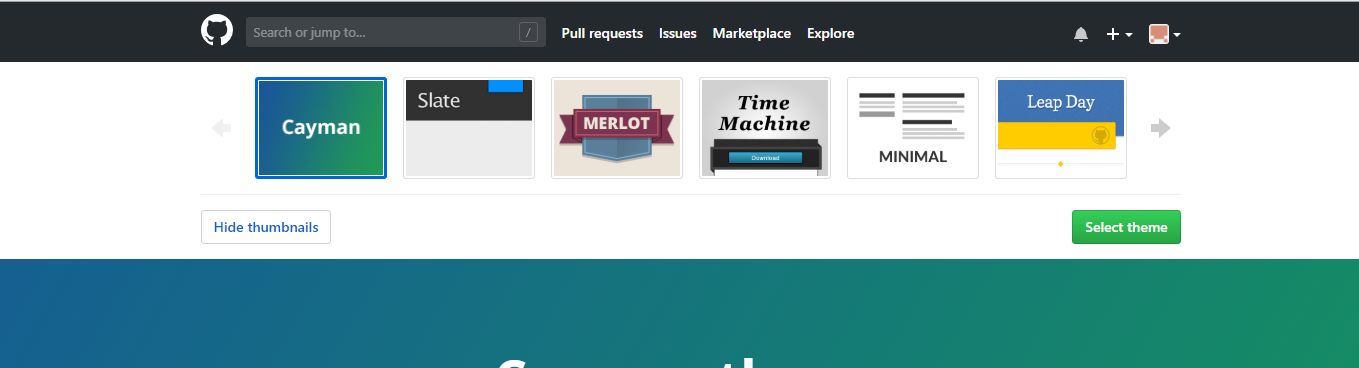 Search or jump to... /
Pull requests Issues Marketplace Explore
Cayman
Slate
MERLOT
Time
Machine
Download
MINIMAL
Leap Day
Hide thumbnails
Select theme